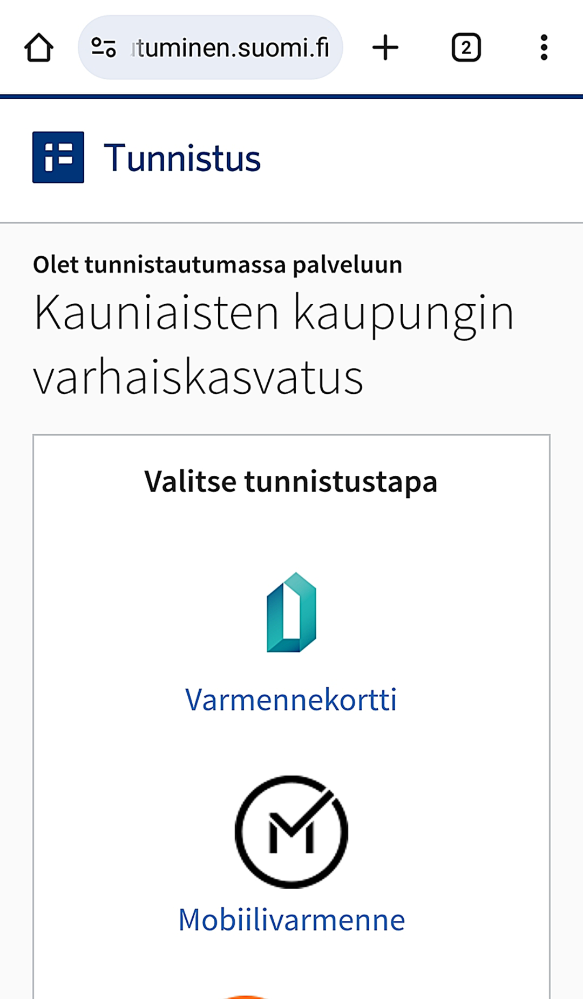 tuminen.suomi.fi
2
Tunnistus
Olet tunnistautumassa palveluun
Kauniaisten kaupungin
varhaiskasvatus
Valitse tunnistustapa
Varmennekortti
Mobiilivarmenne